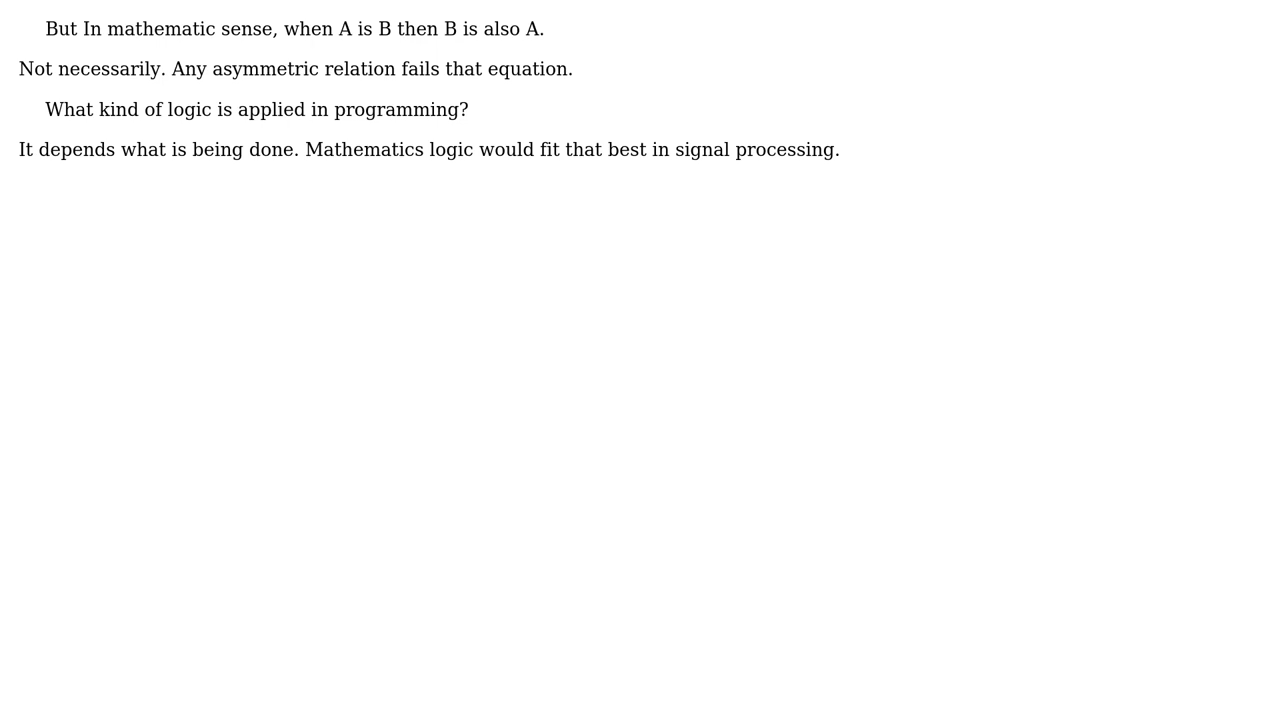 But In mathematic sense, when A is B then B is also A.
Not necessarily. Any asymmetric relation fails that equation.
What kind of logic is applied in programming?
It depends what is being done. Mathematics logic would fit that best in signal processing.